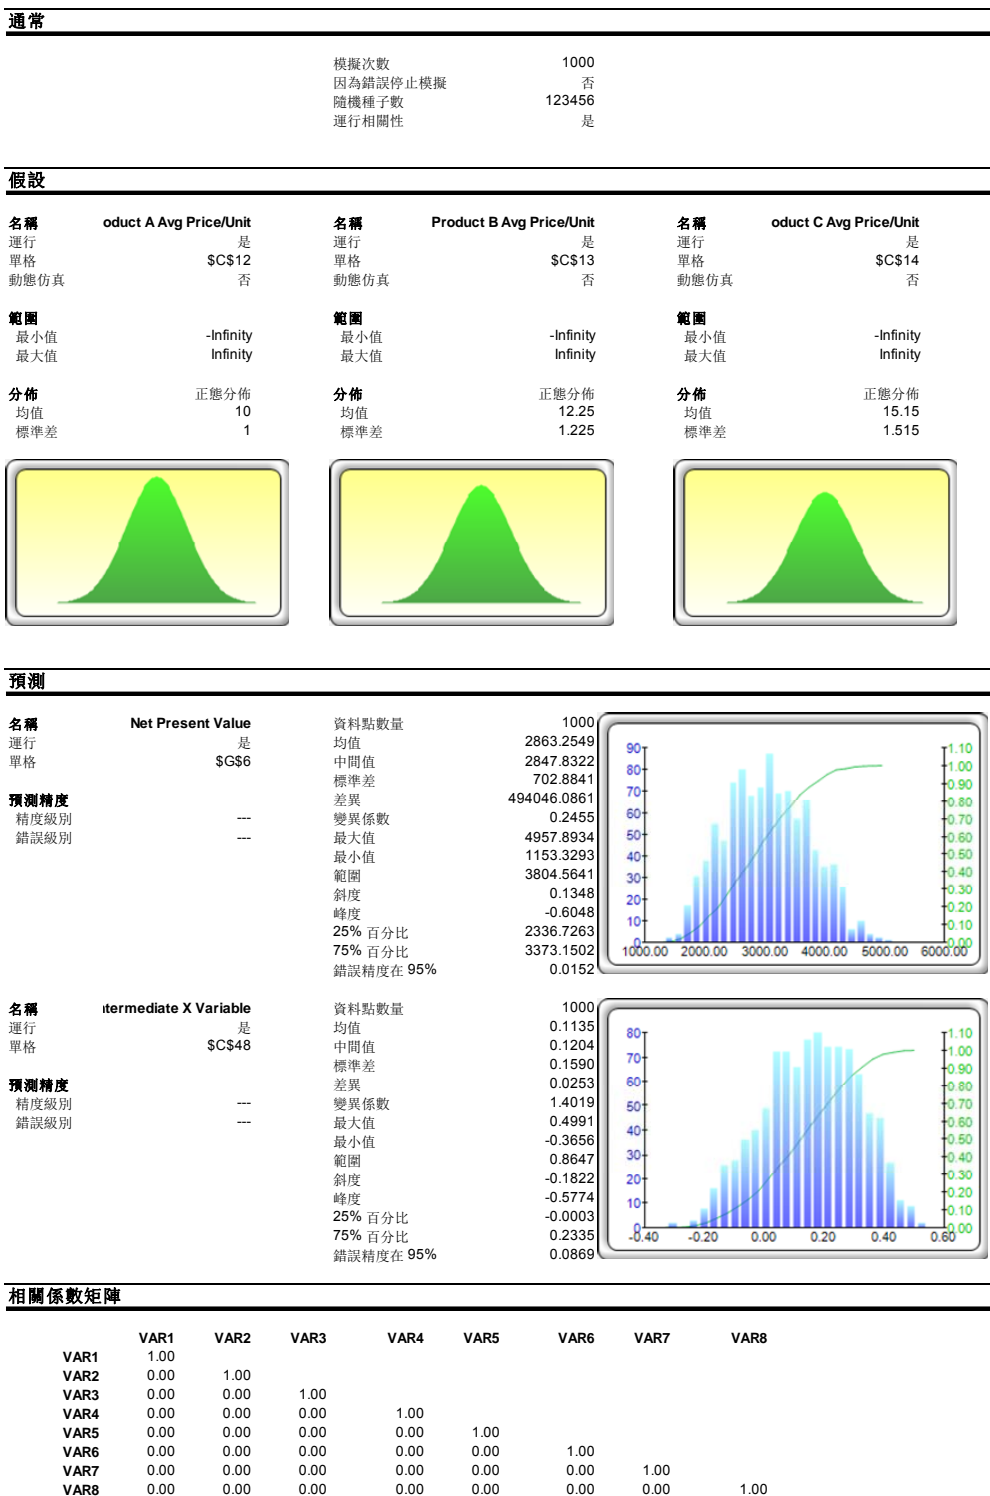 通常
模擬次數 1000
因為錯誤停止模擬 否
隨機種子數 123456
運行相關性 是
假設
名稱 oduct A Avg Price/Unit 名稱 Product B Avg Price/Unit 名稱 oduct C Avg Price/Unit
運行 是 運行 是 運行 是
單格 $C$12 單格 $C$13 單格 $C$14
動態仿真 否 動態仿真 否 動態仿真 否
範圍 範圍 範圍
最小值 -Infinity 最小值 -Infinity 最小值 -Infinity
最大值 Infinity 最大值 Infinity 最大值 Infinity
分佈 正態分佈 分佈 正態分佈 分佈 正態分佈
均值 10 均值 12.25 均值 15.15
標準差 1 標準差 1.225 標準差 1.515
預測
名稱 Net Present Value
運行 是
單格 $G$6
預測精度
精度級別 ---
錯誤級別 ---
資料點數量 1000
均值 2863.2549
中間值 2847.8322
標準差 702.8841
差異 494046.0861
變異係數 0.2455
最大值 4957.8934
最小值 1153.3293
範圍 3804.5641
斜度 0.1348
峰度 -0.6048
25% 百分比 2336.7263
75% 百分比 3373.1502
錯誤精度在 95% 0.0152
90 1.10
80 1.00
70 0.90
60 0.80
50 0.70
40 0.60
30 0.50
20 0.40
10 0.30
0 0.20
0.10
0.00
1000.00 2000.00 3000.00 4000.00 5000.00 6000.00
名稱 ntermediate X Variable
運行 是
單格 $C$48
預測精度
精度級別 ---
錯誤級別 ---
資料點數量 1000
均值 0.1135
中間值 0.1204
標準差 0.1590
差異 0.0253
變異係數 1.4019
最大值 0.4991
最小值 -0.3656
範圍 0.8647
斜度 -0.1822
峰度 -0.5774
25% 百分比 -0.0003
75% 百分比 0.2335
錯誤精度在 95% 0.0869
80 1.10
70 1.00
60 0.90
50 0.80
40 0.70
30 0.60
20 0.50
10 0.40
0 0.30
0.20
0.10
0.00
-0.40 -0.20 0.00 0.20 0.40 0.60
相關係數矩陣
VAR1 VAR2 VAR3 VAR4 VAR5 VAR6 VAR7 VAR8
VAR1 1.00
VAR2 0.00 1.00
VAR3 0.00 0.00 1.00
VAR4 0.00 0.00 0.00 1.00
VAR5 0.00 0.00 0.00 0.00 1.00
VAR6 0.00 0.00 0.00 0.00 0.00 1.00
VAR7 0.00 0.00 0.00 0.00 0.00 0.00 1.00
VAR8 0.00 0.00 0.00 0.00 0.00 0.00 0.00 1.00